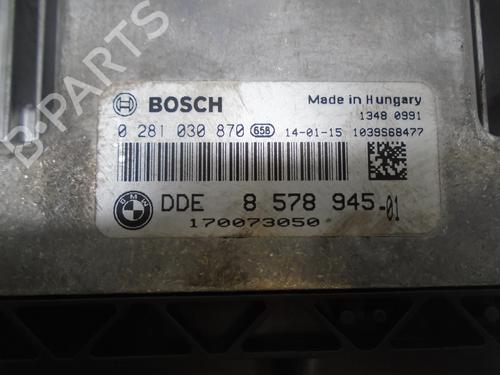 BOSCH
Made in Hungary
1348 0991
0 281 030 870 658 14-01-15 1039S68477
BMW
DDE 8 578 945-01
170073050
B-PARTS